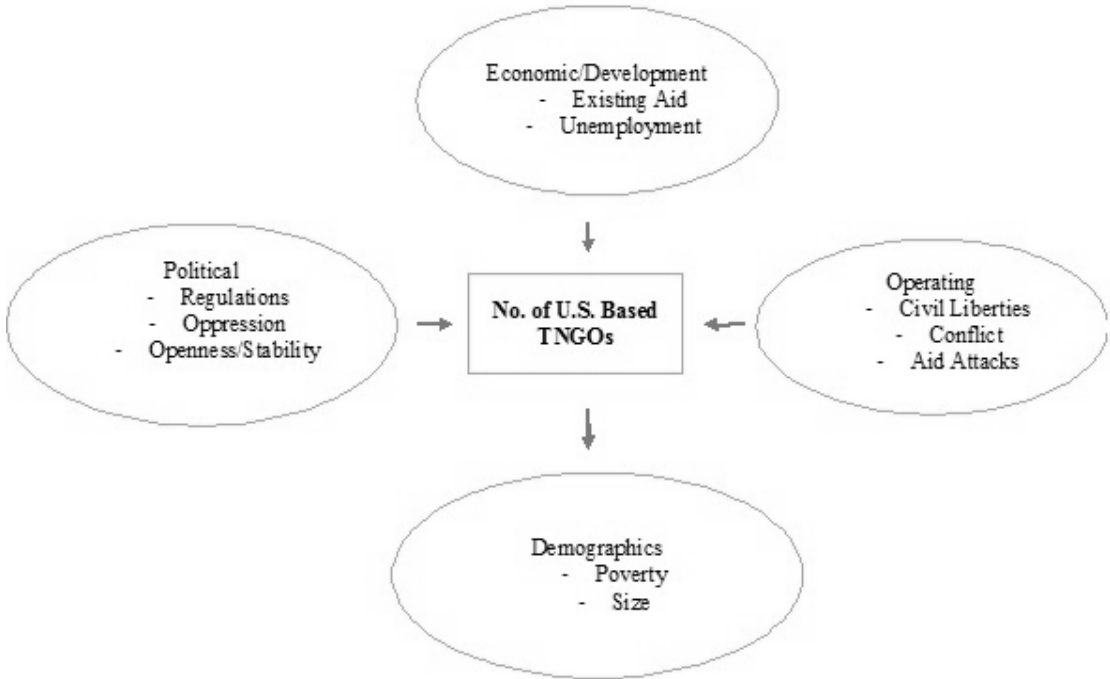 Economic/Development
- Existing Aid
- Unemployment
Political
- Regulations
- Oppression
- Openness/Stability
No. of U.S. Based
TNGOs
Operating
- Civil Liberties
- Conflict
- Aid Attacks
Demographics
- Poverty
- Size